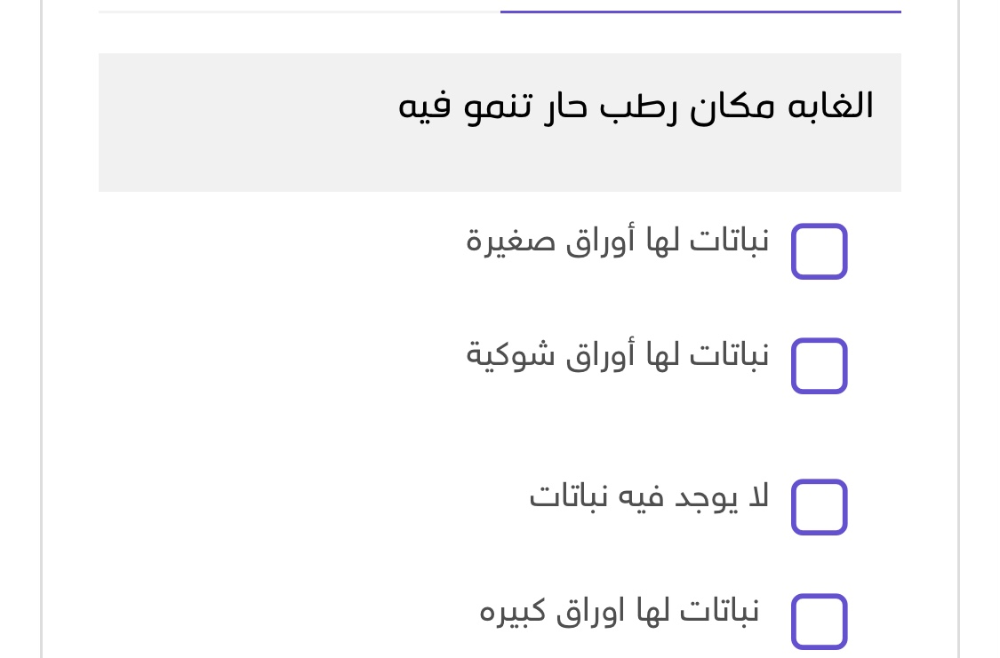 الغابه مكان رطب حار تنمو فيه
نباتات لها أوراق صغيرة
نباتات لها أوراق شوكية
لا يوجد فيه نباتات
نباتات لها اوراق كبيره